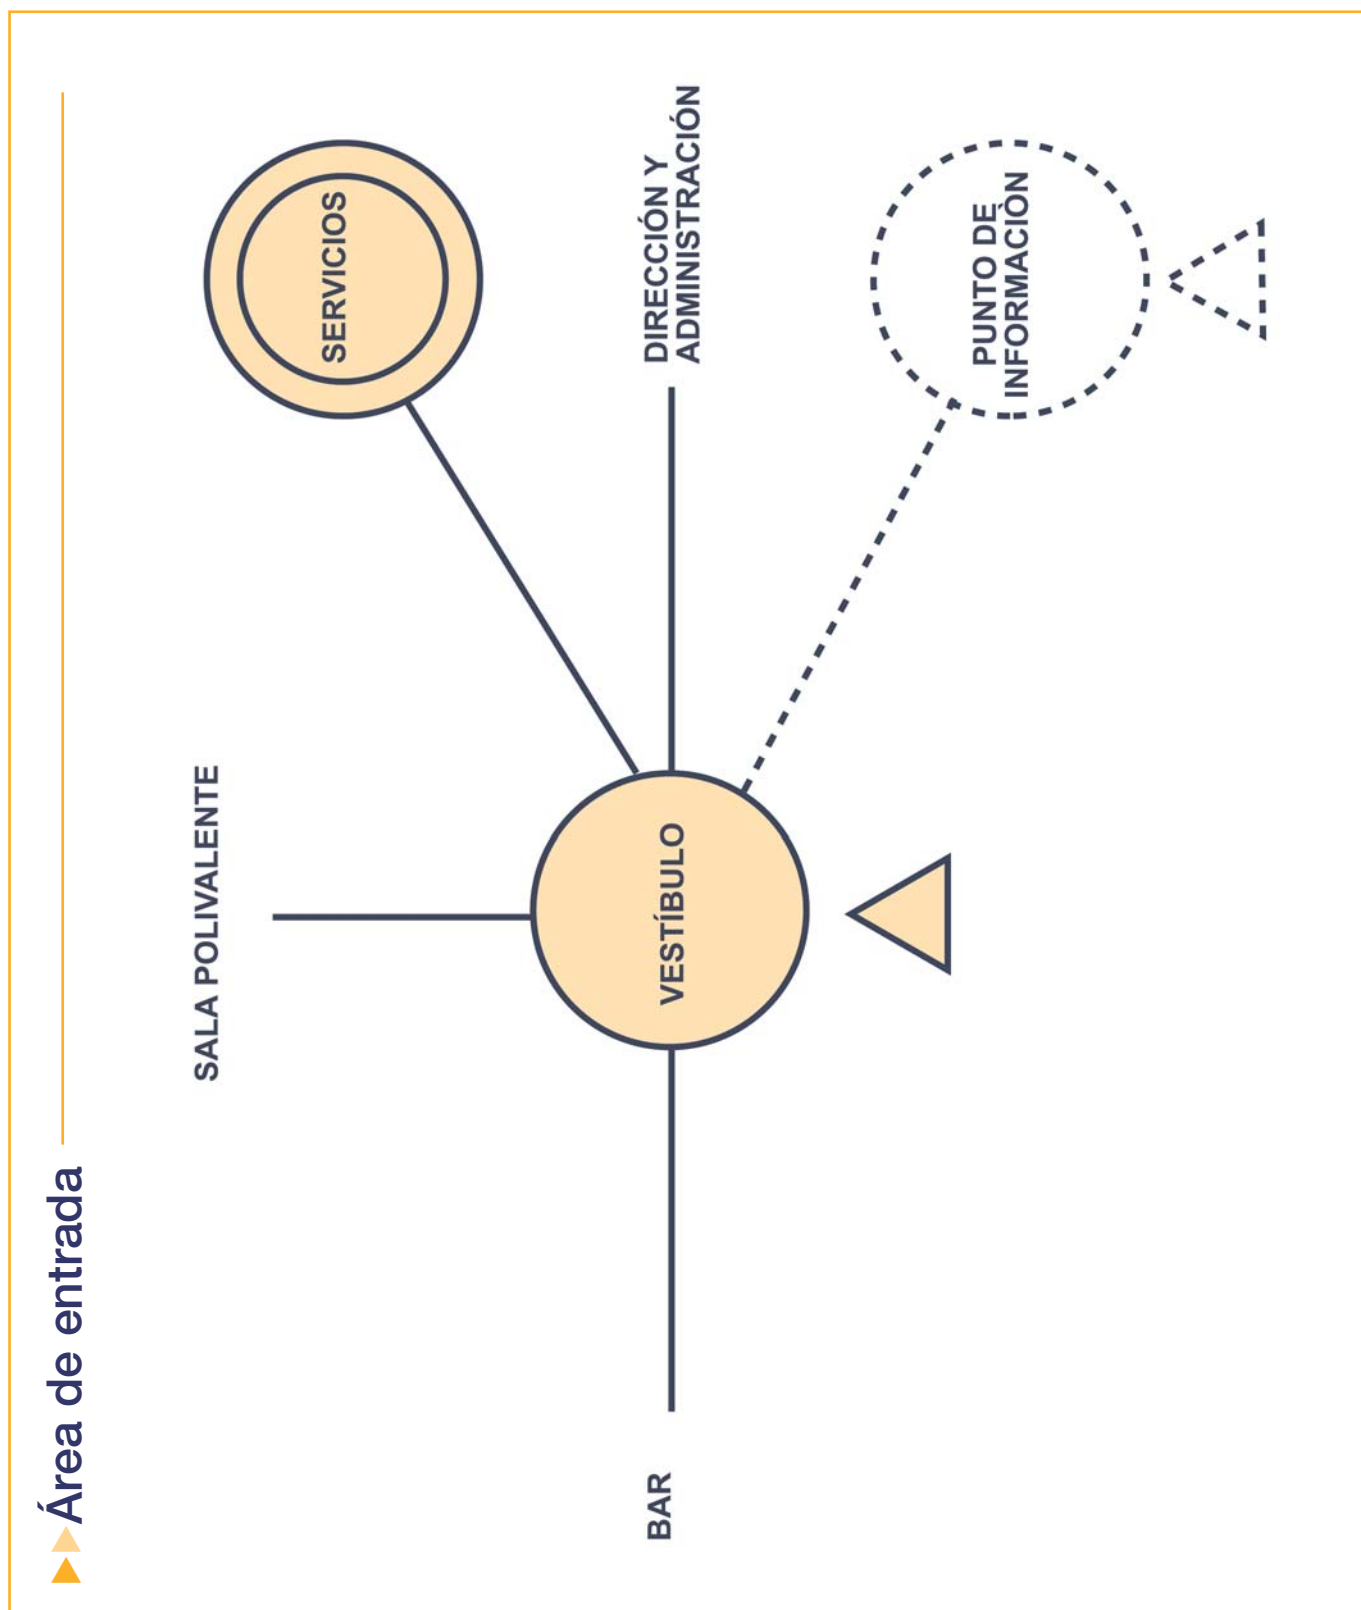 Área de entrada
SALA POLIVALENTE
SERVICIOS
BAR
VESTÍBULO
DIRECCIÓN Y
ADMINISTRACIÓN
PUNTO DE
INFORMACIÓN